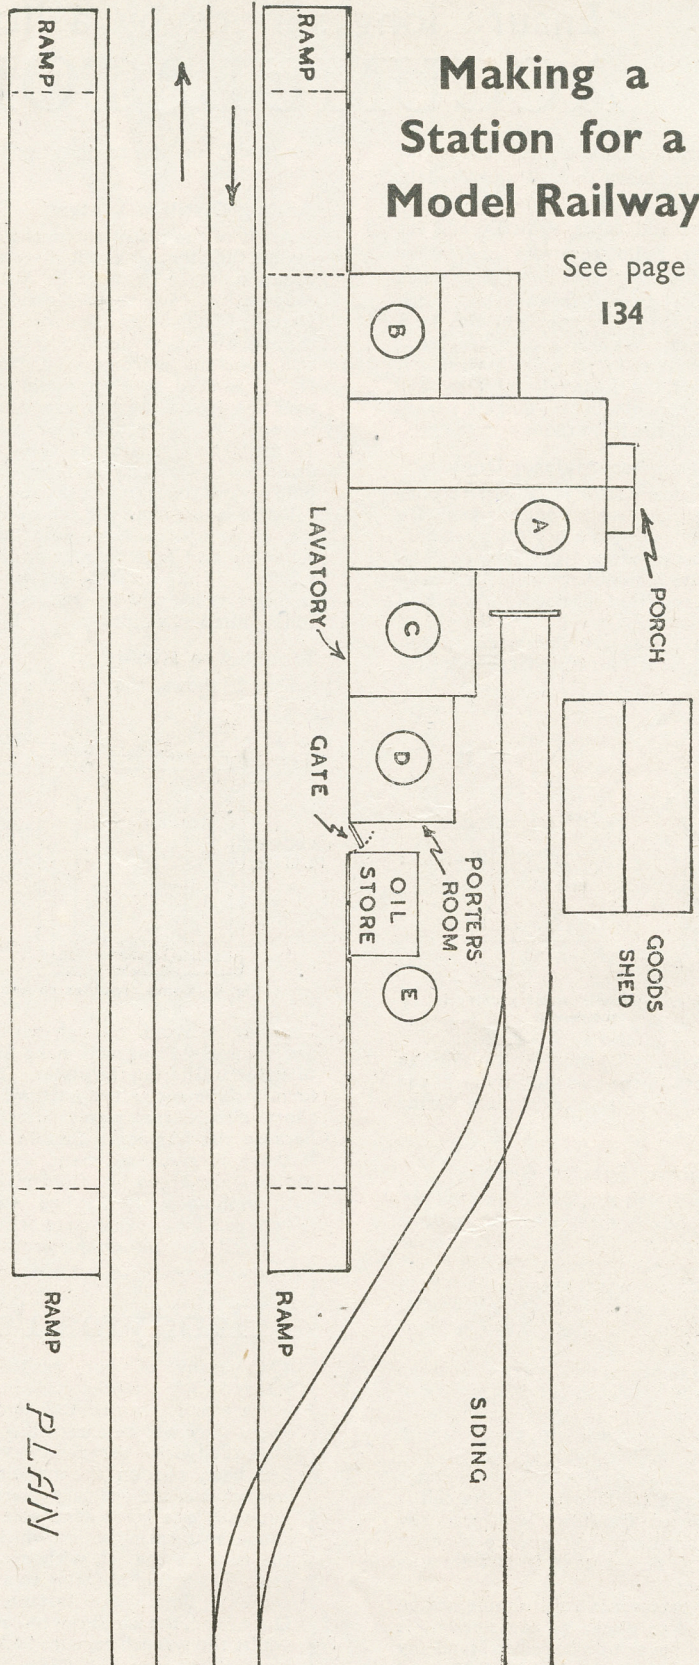 Making a
Station for a
Model Railway
See page
134
RAMP
RAMP
B
A
PORCH
LAVATORY
C
GATE
D
PORTERS
ROOM
OIL
STORE
E
GOODS
SHED
RAMP
RAMP
SIDING
PLAN